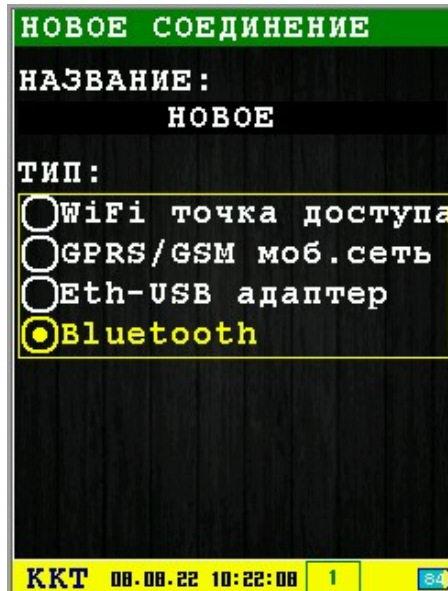 НОВОЕ СОЕДИНЕНИЕ
НАЗВАНИЕ:
НОВОЕ
ТИП:
WiFi точка доступа
GPRS/GSM моб.сеть
Eth-USB адаптер
Bluetooth
ККТ 08.08.22 10:22:08 1 84